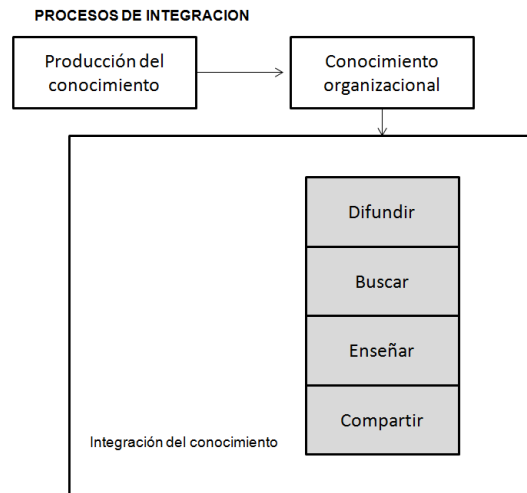 PROCESOS DE INTEGRACION
Producción del
conocimiento
Conocimiento
organizacional
Difundir
Buscar
Enseñar
Compartir
Integración del conocimiento